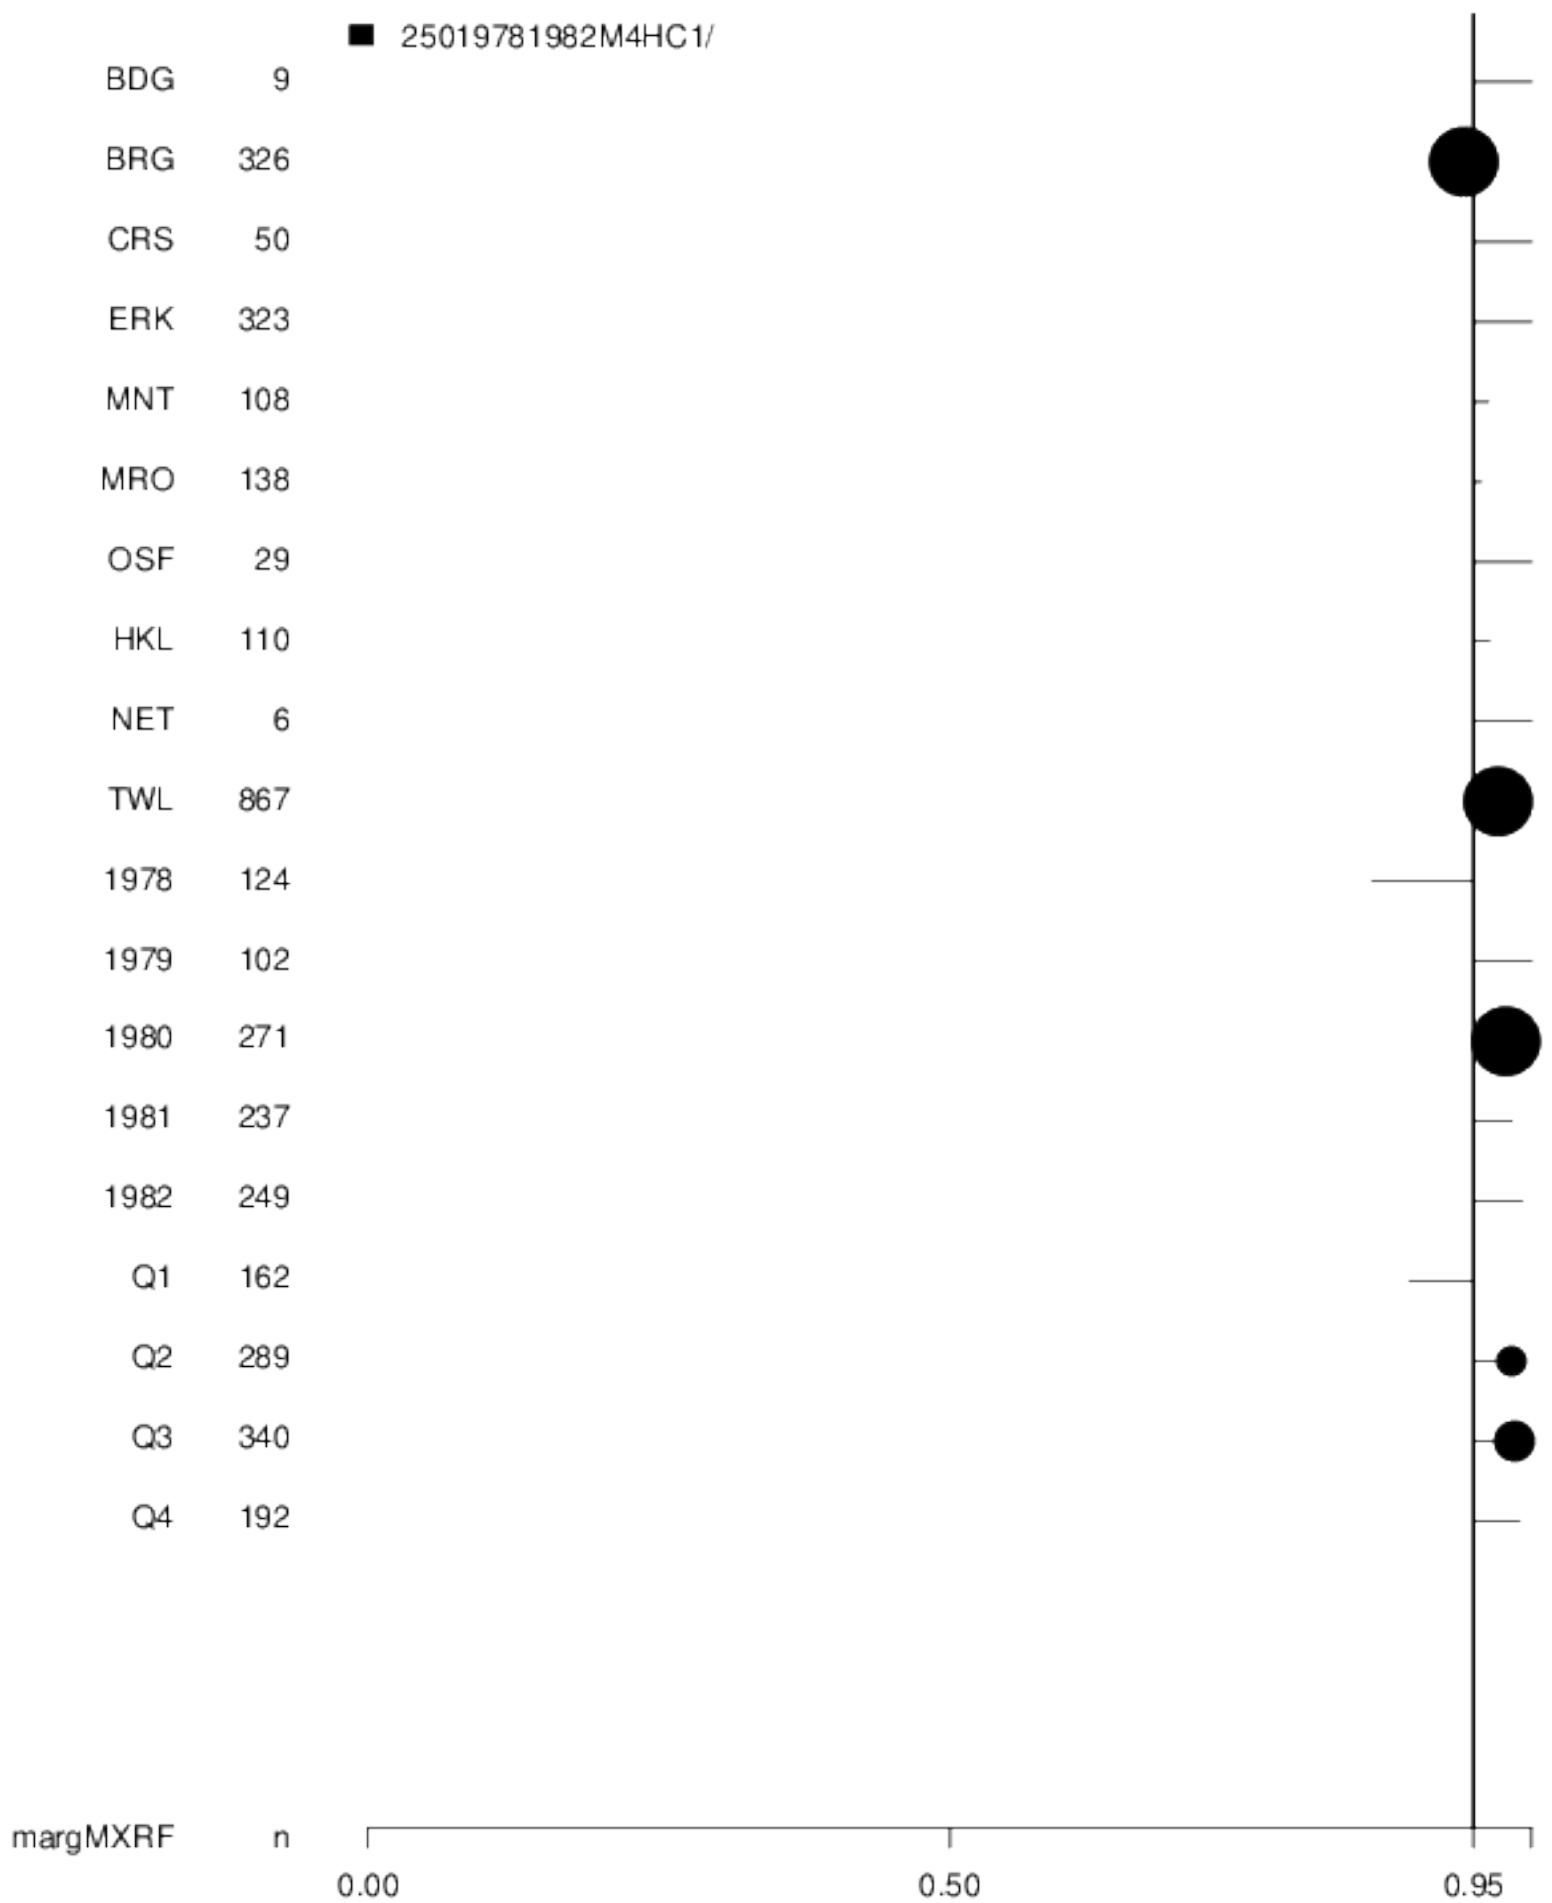 25019781982M4HC1/
BDG 9
BRG 326
CRS 50
ERK 323
MNT 108
MRO 138
OSF 29
HKL 110
NET 6
TWL 867
1978 124
1979 102
1980 271
1981 237
1982 249
Q1 162
Q2 289
Q3 340
Q4 192
margMXRF n
0.00 0.50 0.95